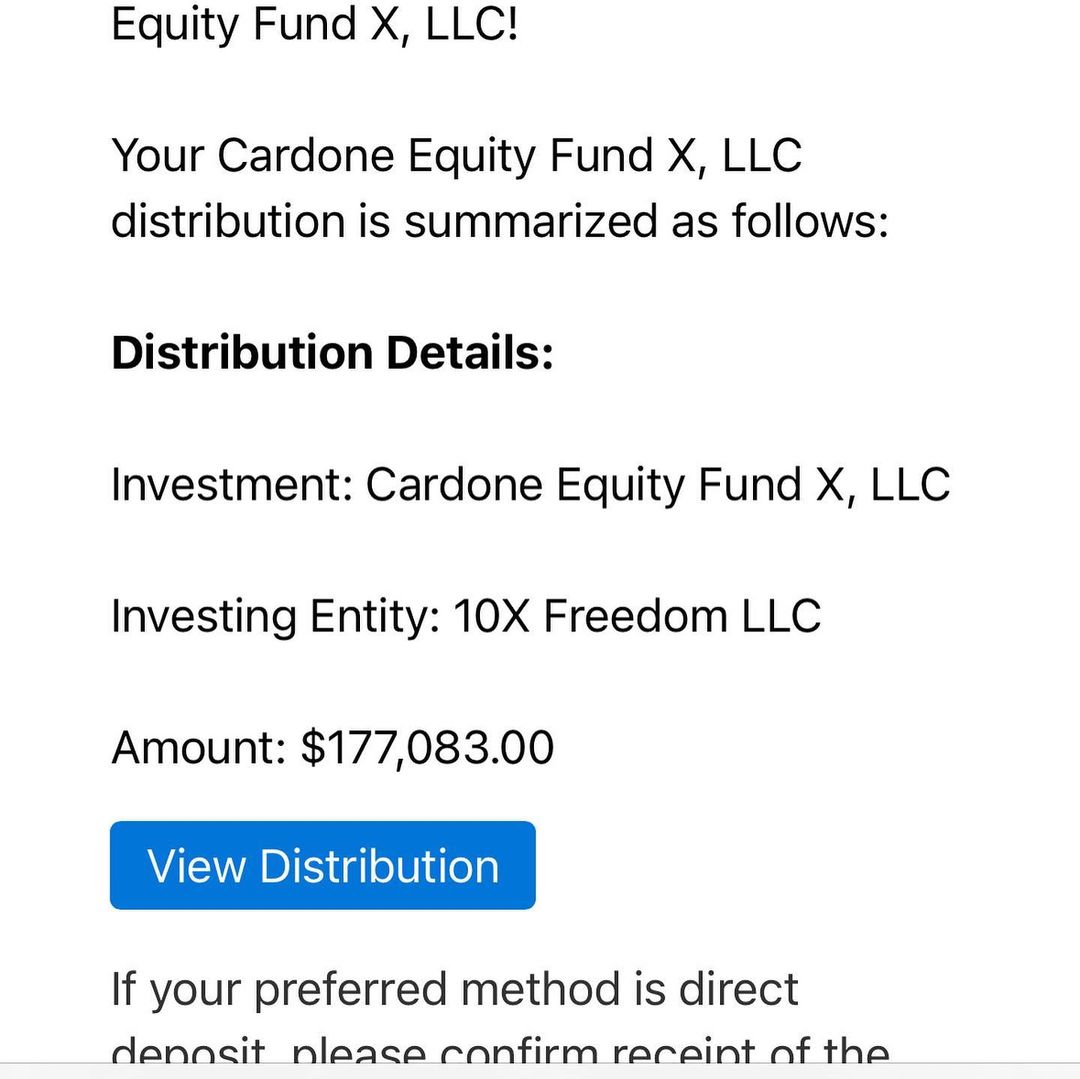 Equity Fund X, LLC!
Your Cardone Equity Fund X, LLC
distribution is summarized as follows:
Distribution Details:
Investment: Cardone Equity Fund X, LLC
Investing Entity: 10X Freedom LLC
Amount: $177,083.00
View Distribution
If your preferred method is direct
deposit, please confirm receipt of the